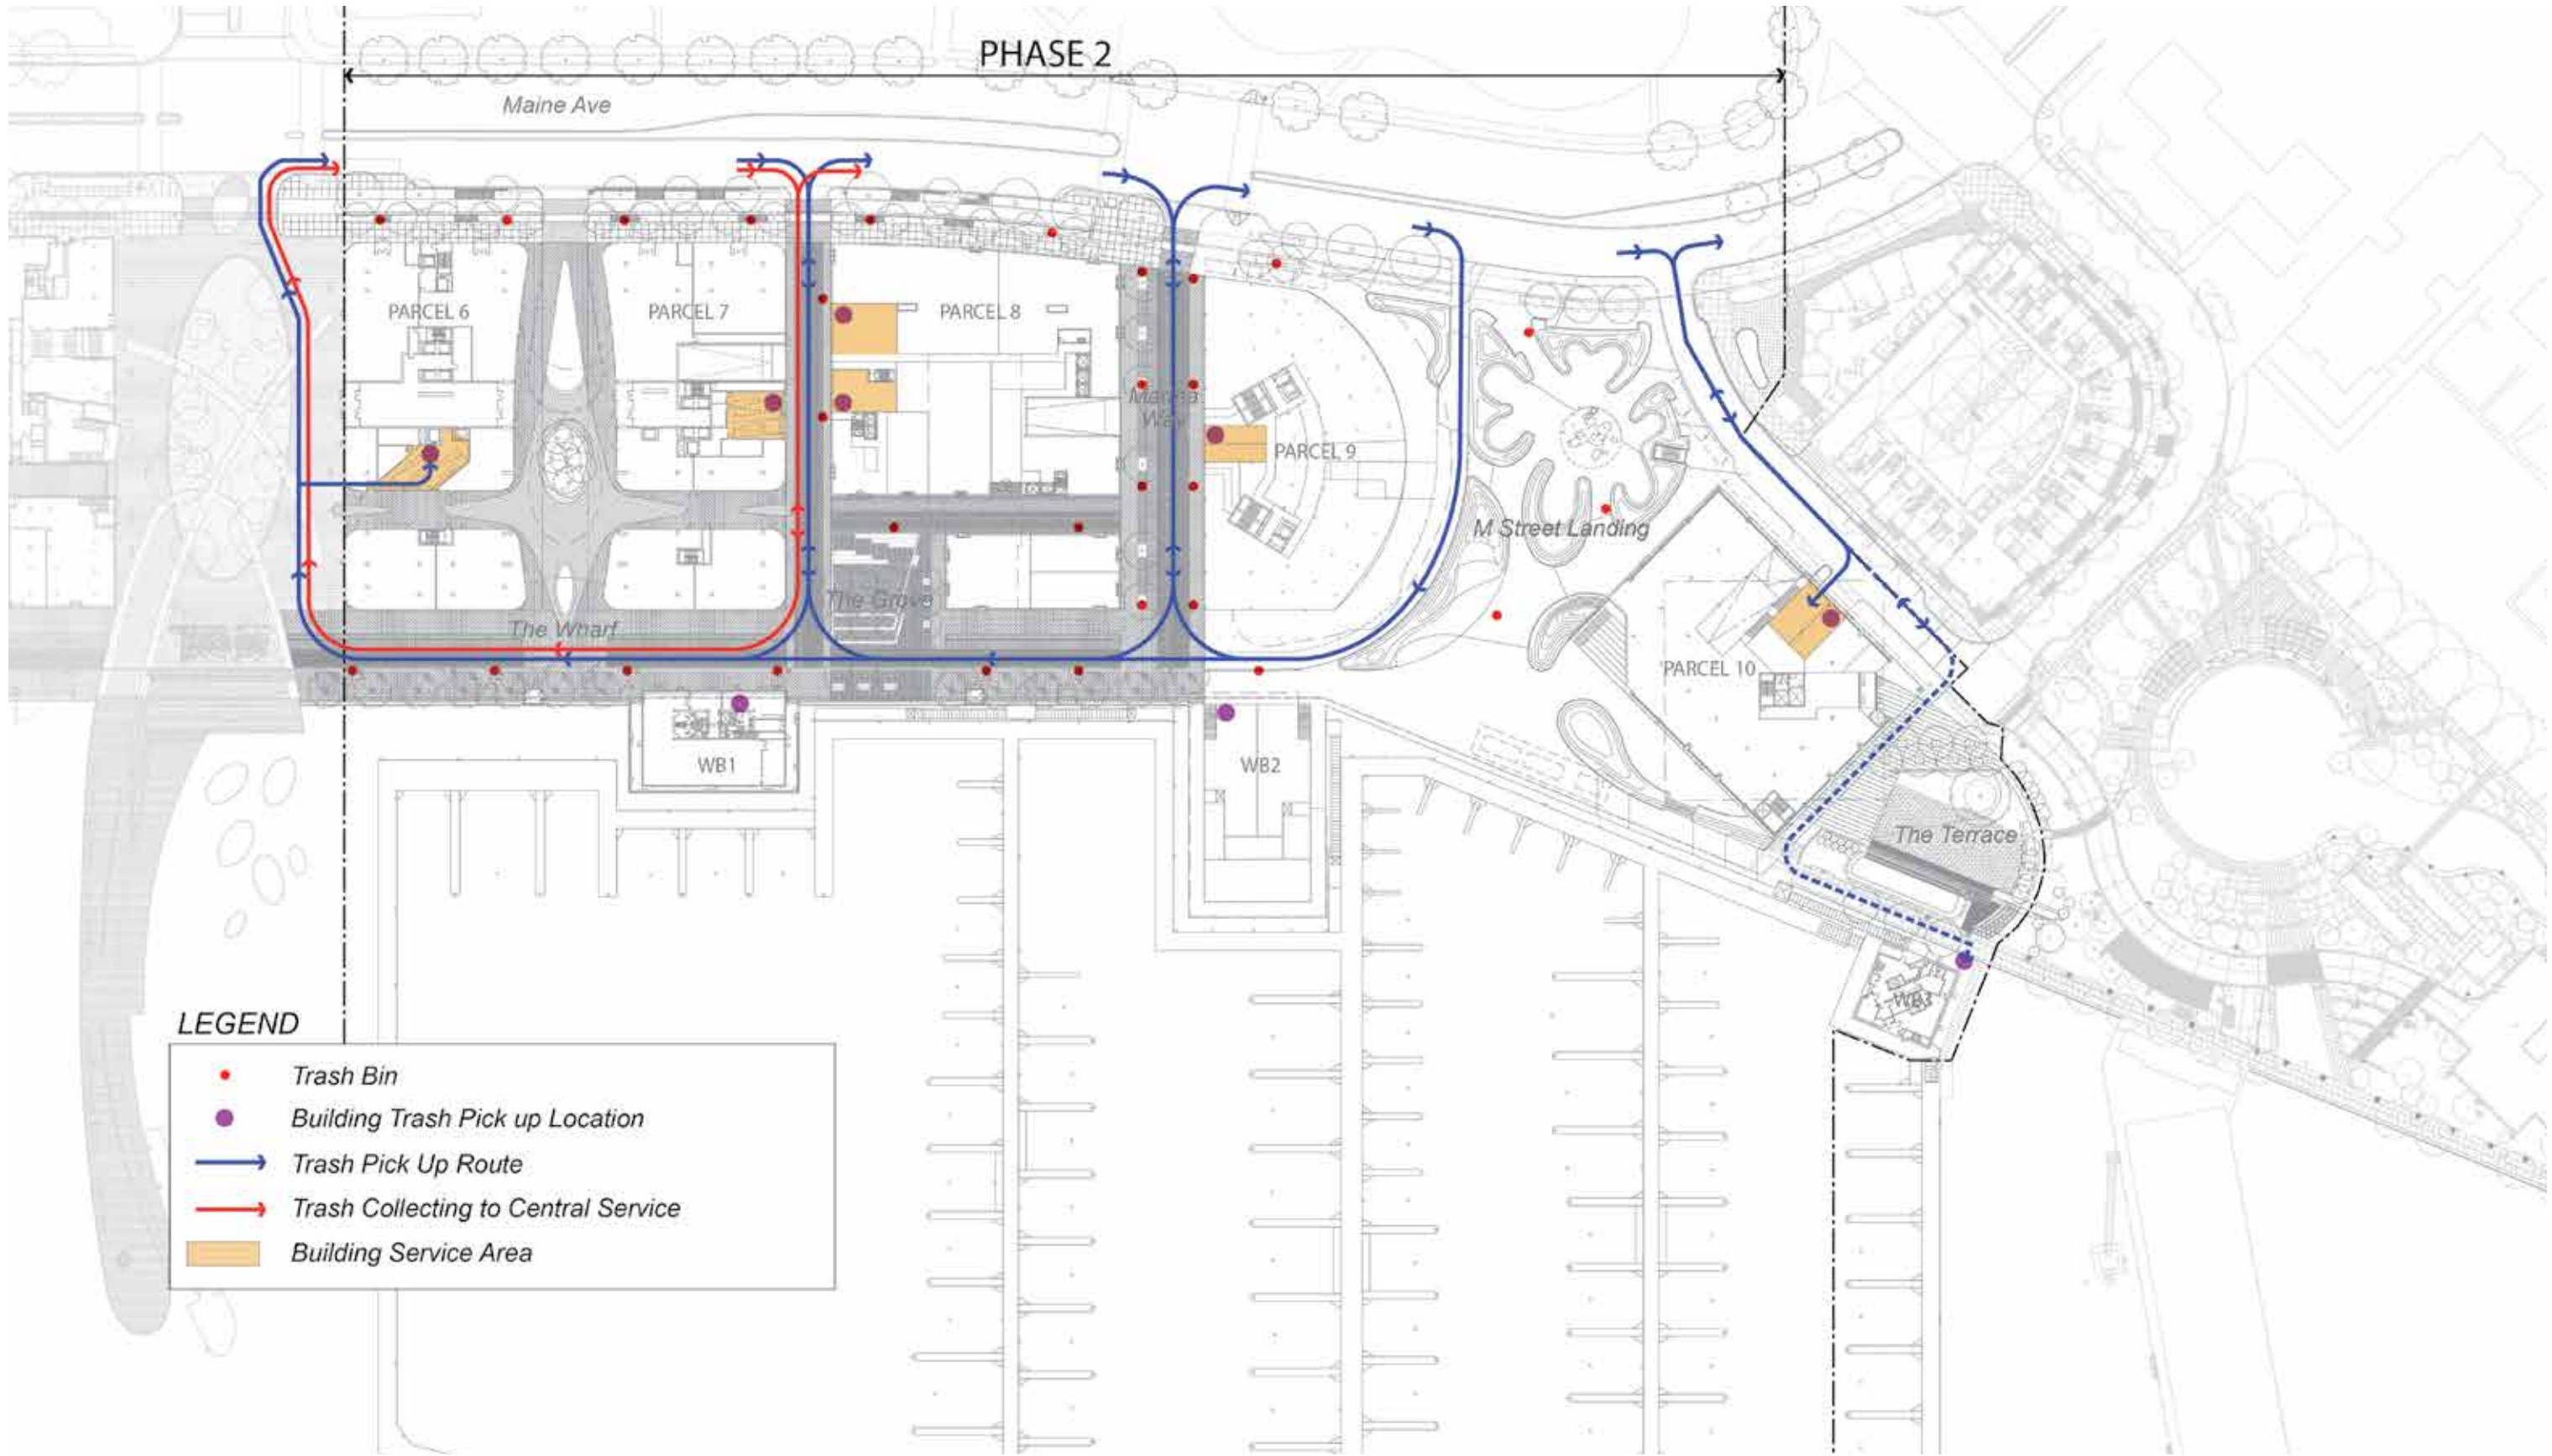 PHASE 2
Maine Ave
PARCEL 6
PARCEL 7
PARCEL 8
Marina
Way
PARCEL 9
M Street Landing
The Grove
The Wharf
PARCEL 10
WB1
WB2
The Terrace
WB3
LEGEND
Trash Bin
Building Trash Pick up Location
Trash Pick Up Route
Trash Collecting to Central Service
Building Service Area